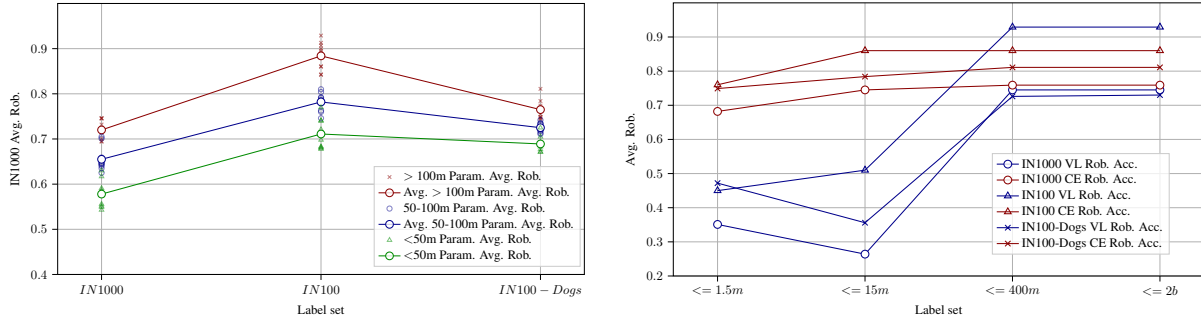 0.9
0.8
0.7
0.6
0.5
0.4
IN1000 Avg. Rob.
IN1000
IN100
IN100 − Dogs
Label set
> 100m Param. Avg. Rob.
Avg. > 100m Param. Avg. Rob.
50-100m Param. Avg. Rob.
Avg. 50-100m Param. Avg. Rob.
<50m Param. Avg. Rob.
<50m Param. Avg. Rob.
0.9
0.8
0.7
0.6
0.5
0.4
0.3
0.2
Avg. Rob.
<= 1.5m
<= 15m
<= 400m
<= 2b
Label set
IN1000 VL Rob. Acc.
IN1000 CE Rob. Acc.
IN100 VL Rob. Acc.
IN100 CE Rob. Acc.
IN100-Dogs VL Rob. Acc.
IN100-Dogs CE Rob. Acc.